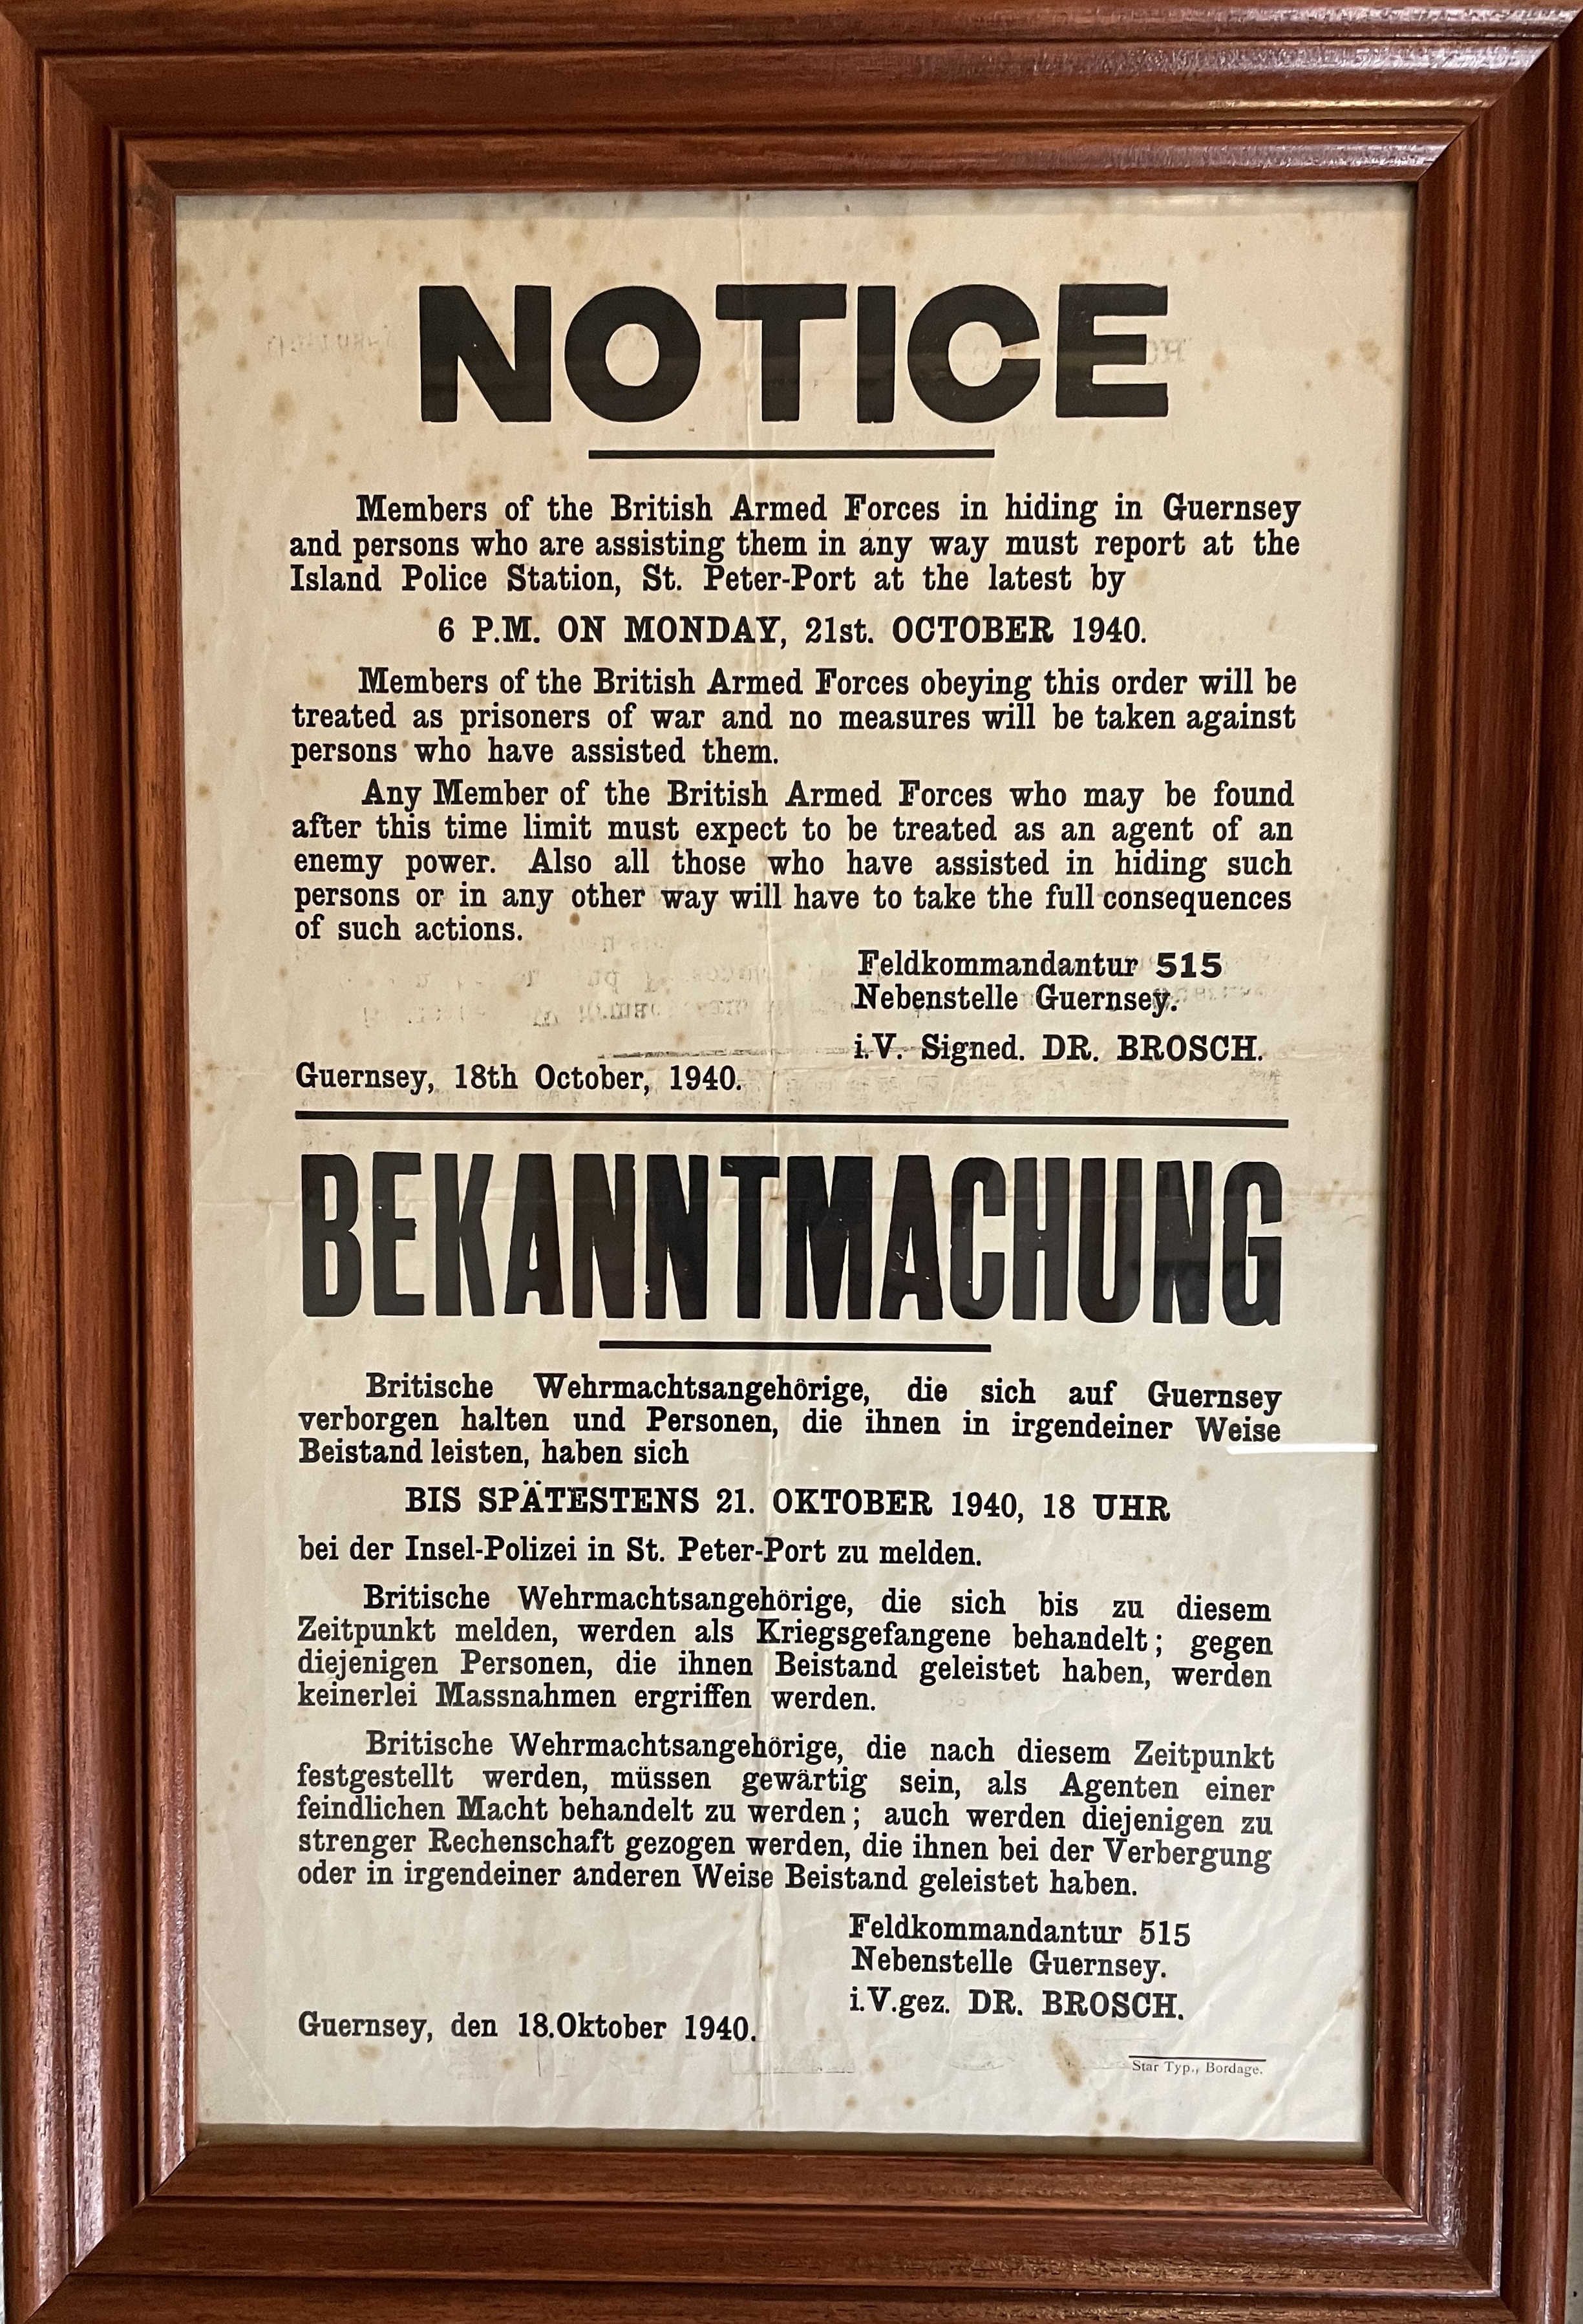 NOTICE
Members of the British Armed Forces in hiding in Guernsey
and persons who are assisting them in any way must report at the
Island Police Station, St. Peter-Port at the latest by
6 P.M. ON MONDAY, 21st. OCTOBER 1940.
Members of the British Armed Forces obeying this order will be
treated as prisoners of war and no measures will be taken against
persons who have assisted them.
Any Member of the British Armed Forces who may be found
after this time limit must expect to be treated as an agent of an
enemy power. Also all those who have assisted in hiding such
persons or in any other way will have to take the full consequences
of such actions.
Feldkommandantur 515
Nebenstelle Guernsey.
i.V. Signed. DR. BROSCH.
Guernsey, 18th October, 1940.
BEKANNTMACHUNG
Britische Wehrmachtsangehôrige, die sich auf Guernsey
verborgen halten und Personen, die ihnen in irgendeiner Weise
Beistand leisten, haben sich
BIS SPÄTESTENS 21. OKTOBER 1940, 18 UHR
bei der Insel-Polizei in St. Peter-Port zu melden.
Britische Wehrmachtsangehörige, die sich bis zu diesem
Zeitpunkt melden, werden als Kriegsgefangene behandelt; gegen
diejenigen Personen, die ihnen Beistand geleistet haben, werden
keinerlei Massnahmen ergriffen werden.
Britische Wehrmachtsangehörige, die nach diesem Zeitpunkt
festgestellt werden, müssen gewärtig sein, als Agenten einer
feindlichen Macht behandelt zu werden; auch werden diejenigen zu
strenger Rechenschaft gezogen werden, die ihnen bei der Verbergung
oder in irgendeiner anderen Weise Beistand geleistet haben.
Feldkommandantur 515
Nebenstelle Guernsey.
i.V.gez. DR. BROSCH.
Guernsey, den 18.Oktober 1940.
Star Typ., Bordage.